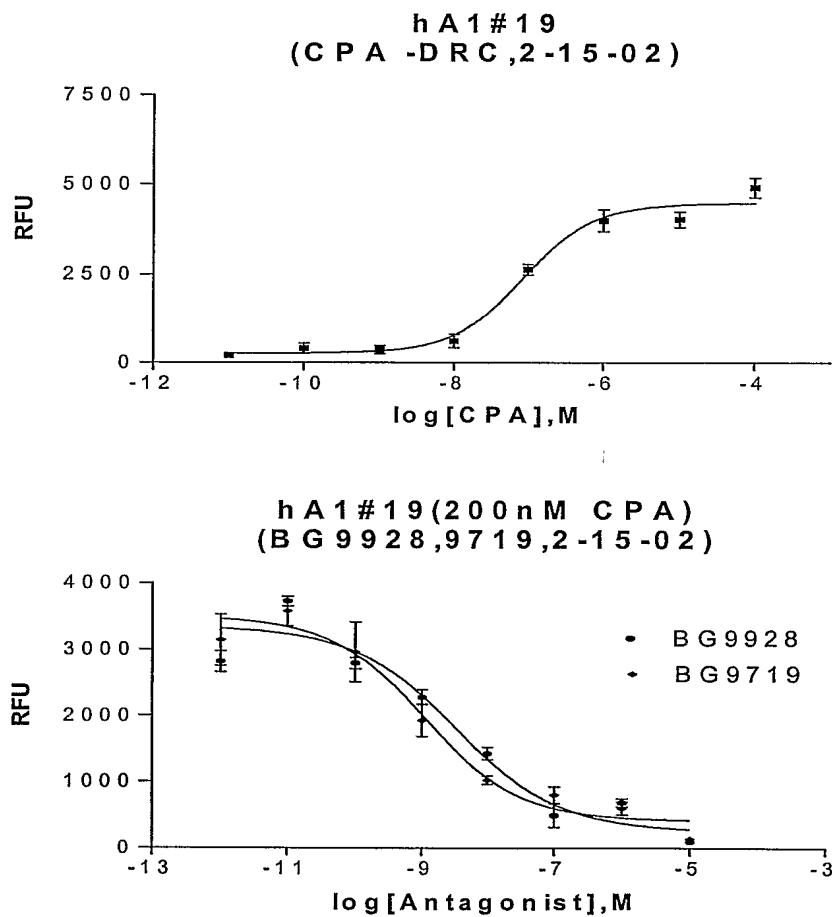 hA1#19
(CPA -DRC,2-15-02)
7500
5000
2500
0
RFU
-12 -10 -8 -6 -4
log[CPA],M
hA1#19(200nM CPA)
(BG9928,9719,2-15-02)
4000
3000
2000
1000
0
RFU
BG9928
BG9719
-13 -11 -9 -7 -5 -3
log[Antagonist],M